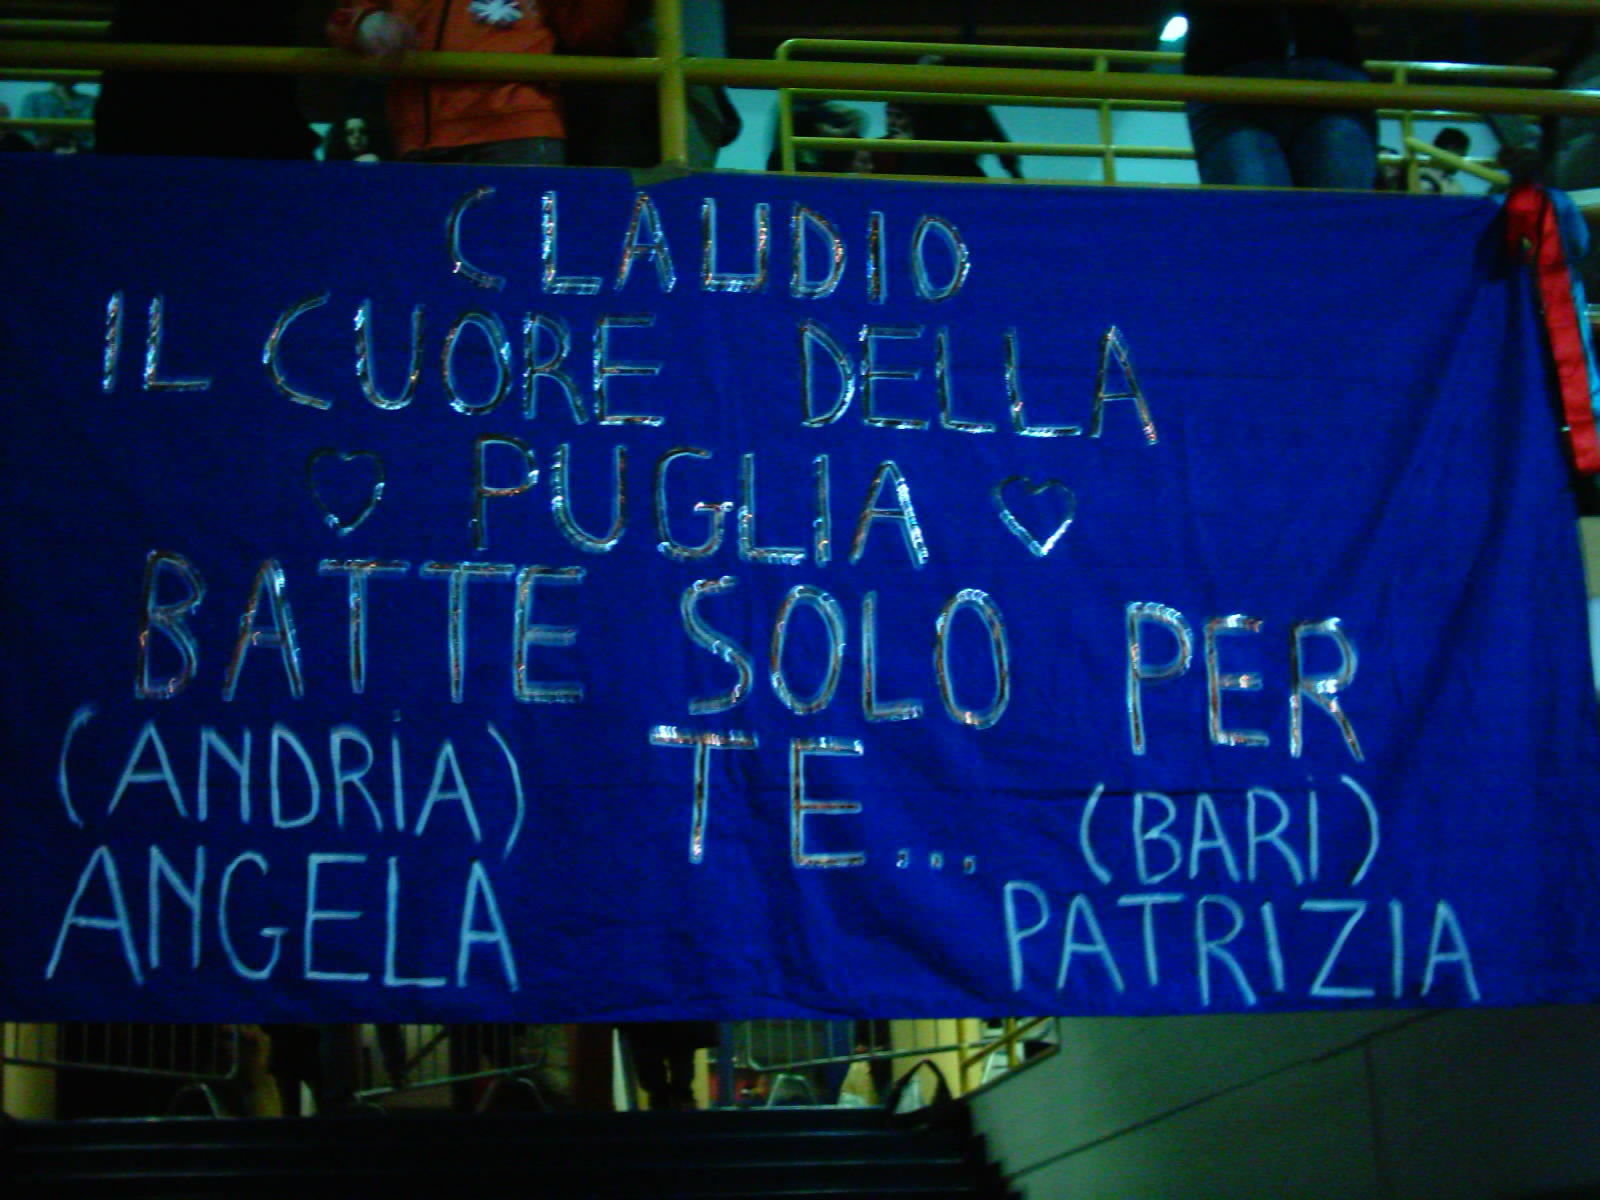 CLAUDIO
IL CUORE DELLA
♡ PUGLIA ♡
BATTE SOLO PER
TE...
(ANDRiA)
ANGELA
(BARi)
PATRIZIA